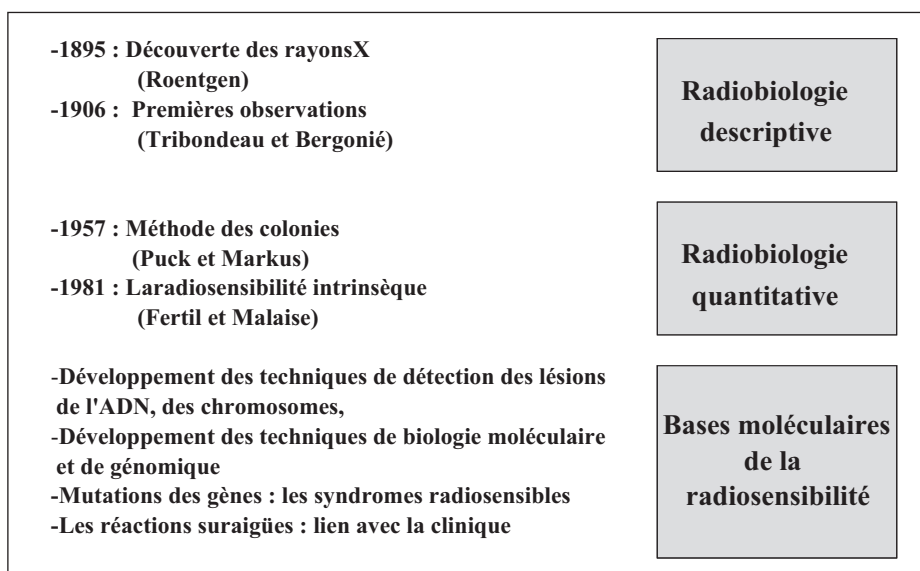 -1895 : Découverte des rayonsX
(Roentgen)
-1906 : Premières observations
(Tribondeau et Bergonié)
Radiobiologie
descriptive
-1957 : Méthode des colonies
(Puck et Markus)
-1981 : Laradiosensibilité intrinsèque
(Fertil et Malaise)
Radiobiologie
quantitative
-Développement des techniques de détection des lésions
de l'ADN, des chromosomes,
-Développement des techniques de biologie moléculaire
et de génomique
-Mutations des gènes : les syndromes radiosensibles
-Les réactions suraigües : lien avec la clinique
Bases moléculaires
de la
radiosensibilité